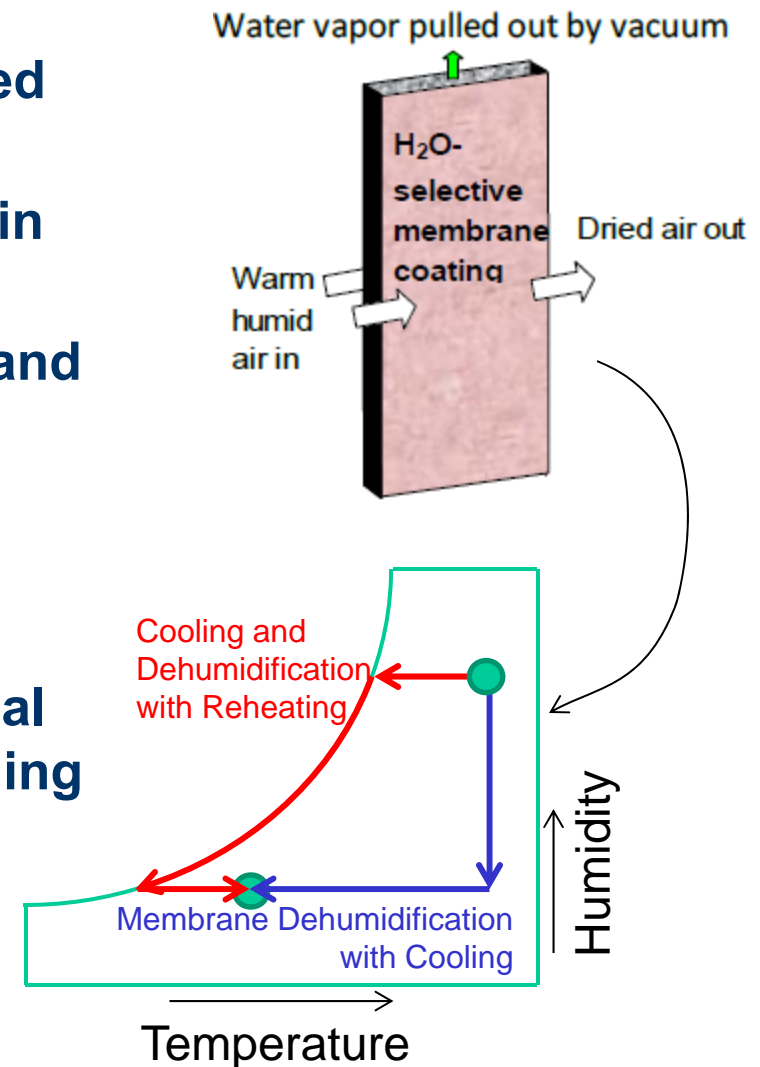 Water vapor pulled out by vacuum
ed
in
and
H₂O-
selective
membrane
coating
Dried air out
Warm
humid
air in
al
ing
Cooling and
Dehumidification
with Reheating
Membrane Dehumidification
with Cooling
Humidity
Temperature